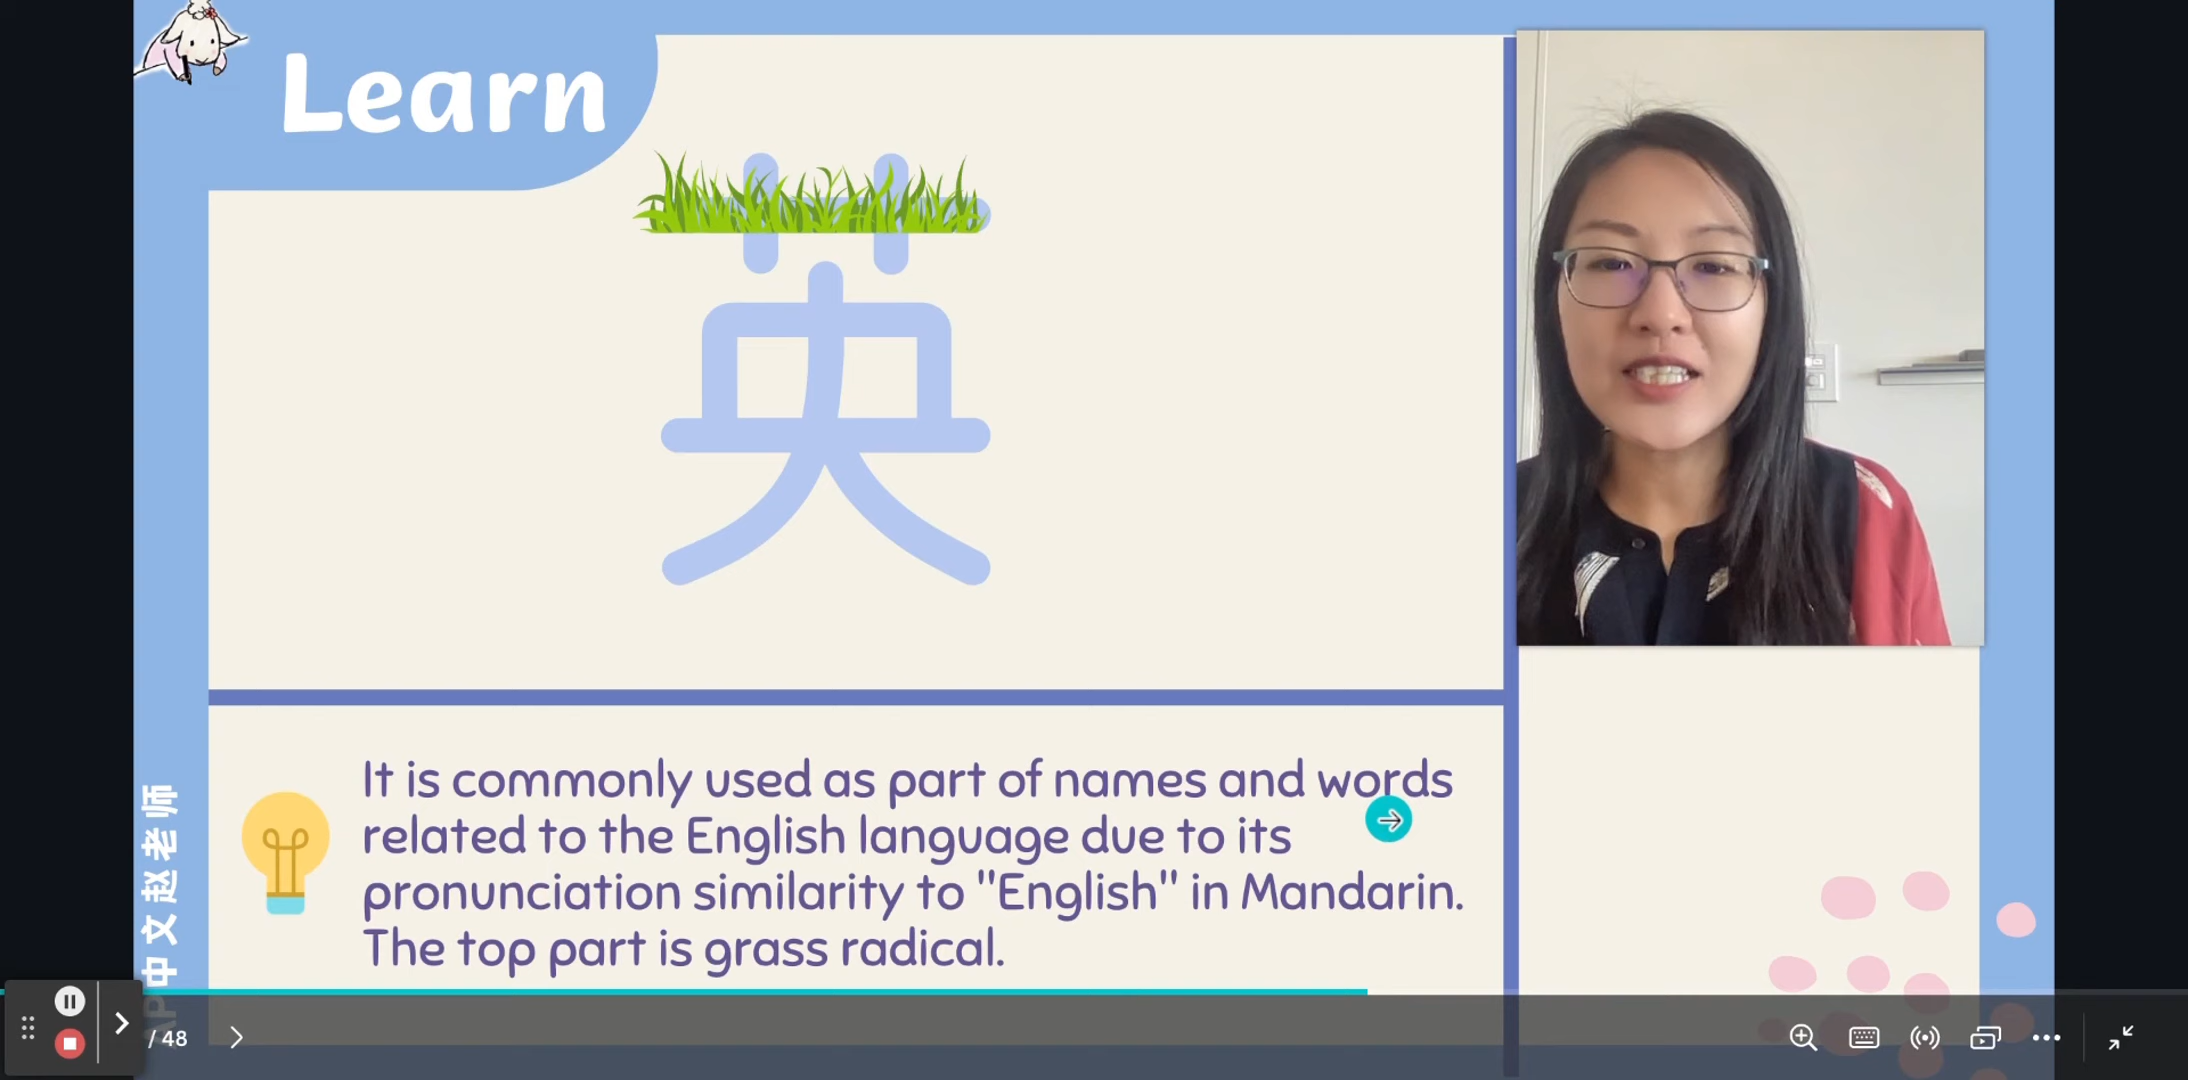 Learn
英
It is commonly used as part of names and words
related to the English language due to its
pronunciation similarity to "English" in Mandarin.
The top part is grass radical.
AP中文赵老师
/ 48